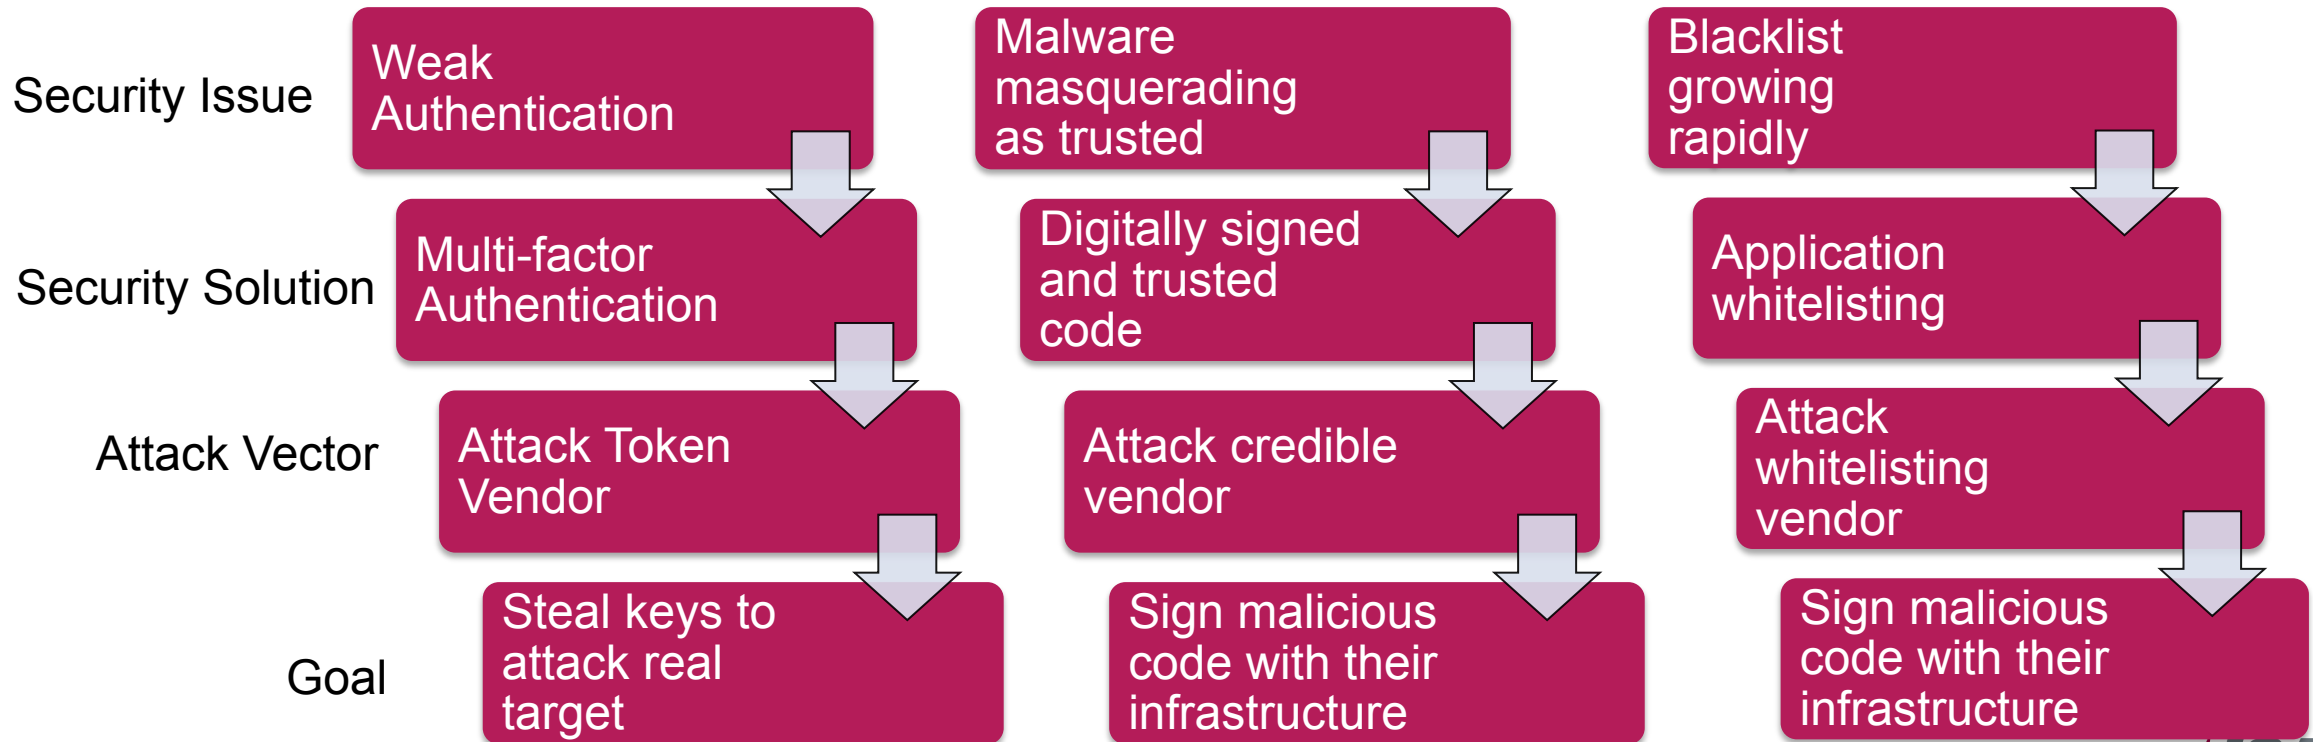 Security Issue
Weak
Authentication
Malware
masquerading
as trusted
Blacklist
growing
rapidly
Security Solution
Multi-factor
Authentication
Digitally signed
and trusted
code
Application
whitelisting
Attack Vector
Attack Token
Vendor
Attack credible
vendor
Attack
whitelisting
vendor
Goal
Steal keys to
attack real
target
Sign malicious
code with their
infrastructure
Sign malicious
code with their
infrastructure